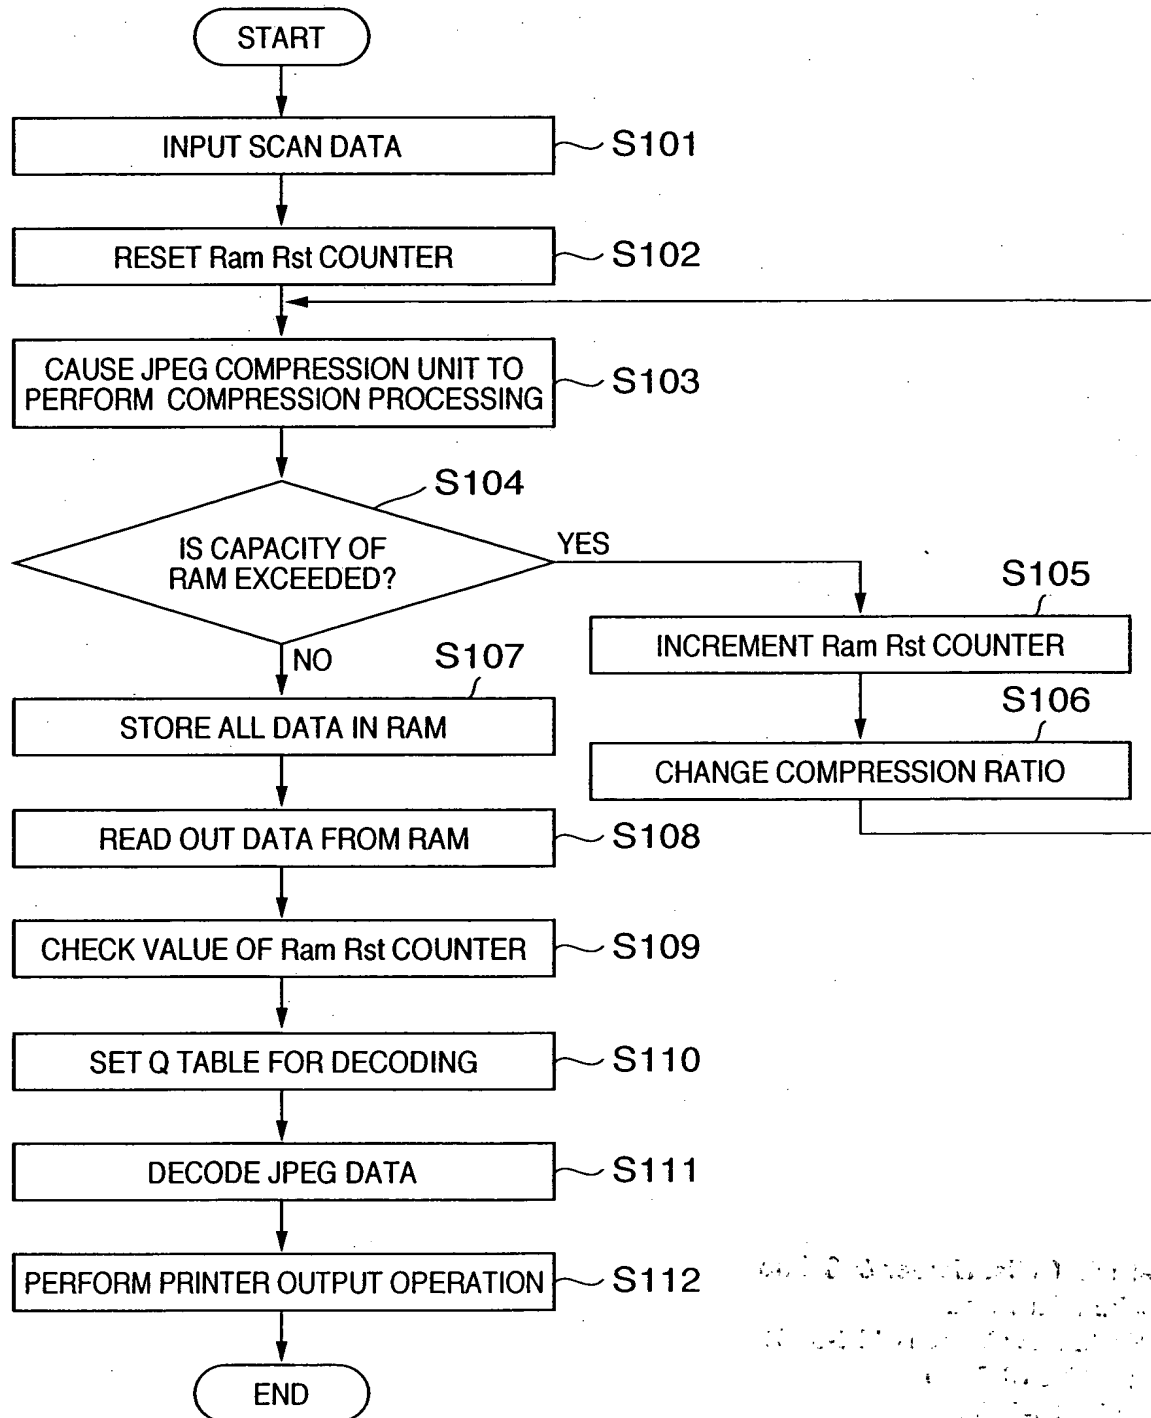 START
INPUT SCAN DATA
S101
RESET Ram Rst COUNTER
S102
CAUSE JPEG COMPRESSION UNIT TO
PERFORM COMPRESSION PROCESSING
S103
S104
IS CAPACITY OF
RAM EXCEEDED?
YES
NO
S105
INCREMENT Ram Rst COUNTER
S106
CHANGE COMPRESSION RATIO
S107
STORE ALL DATA IN RAM
READ OUT DATA FROM RAM
S108
CHECK VALUE OF Ram Rst COUNTER
S109
SET Q TABLE FOR DECODING
S110
DECODE JPEG DATA
S111
PERFORM PRINTER OUTPUT OPERATION
S112
END